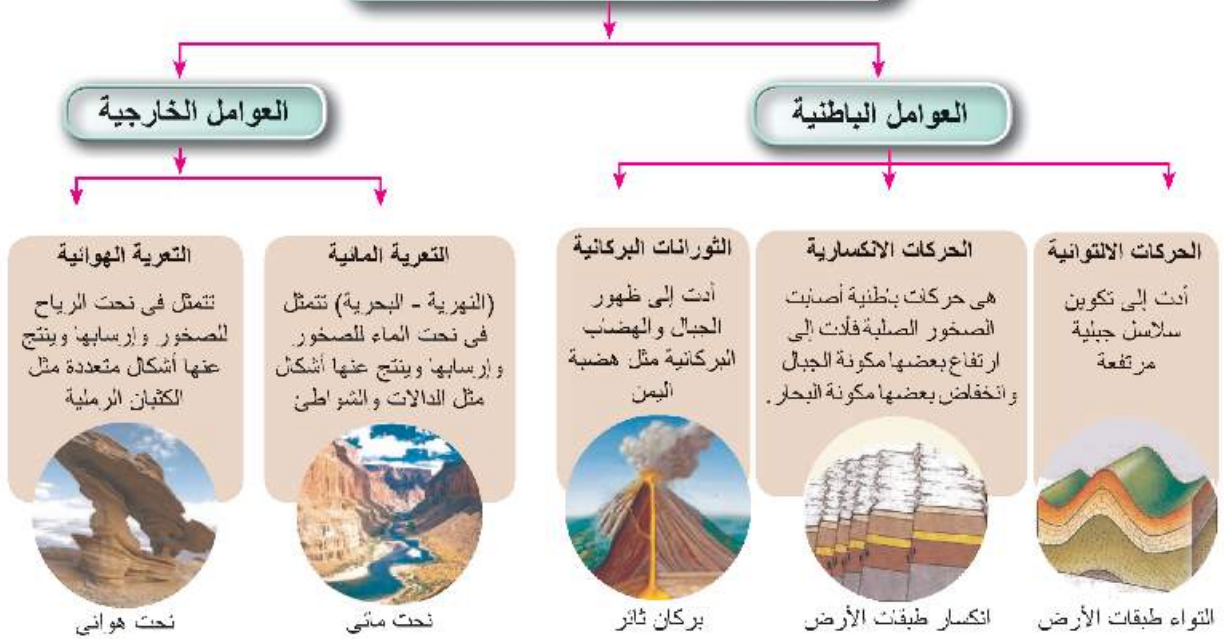 العوامل الباطنية
العوامل الخارجية
الحركات الالتوائية
أدت إلى تكوين
سلاسل جبلية
مرتفعة
التواء طبقات الأرض
الحركات الانكسارية
هى حركات باطنية أصابت
الصخور الصلبة فأدت إلى
ارتفاع بعضها مكونة الجبال
وانخفاض بعضها مكونة البحار.
انكسار طبقات الأرض
الثورانات البركانية
أدت إلى ظهور
الجبال والهضاب
البركانية مثل هضبة
اليمن
بركان ثائر
التعرية المائية
(النهرية - البحرية) تتمثل
فى نحت الماء للصخور
وإرسابها وينتج عنها أشكال
مثل الدالات والشواطئ
نحت مائى
التعرية الهوائية
تتمثل فى نحت الرياح
للصخور وإرسابها وينتج
عنها أشكال متعددة مثل
الكثبان الرملية
نحت هوائى